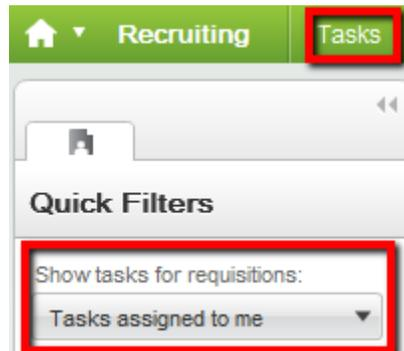 Recruiting Tasks
Quick Filters
Show tasks for requisitions:
Tasks assigned to me